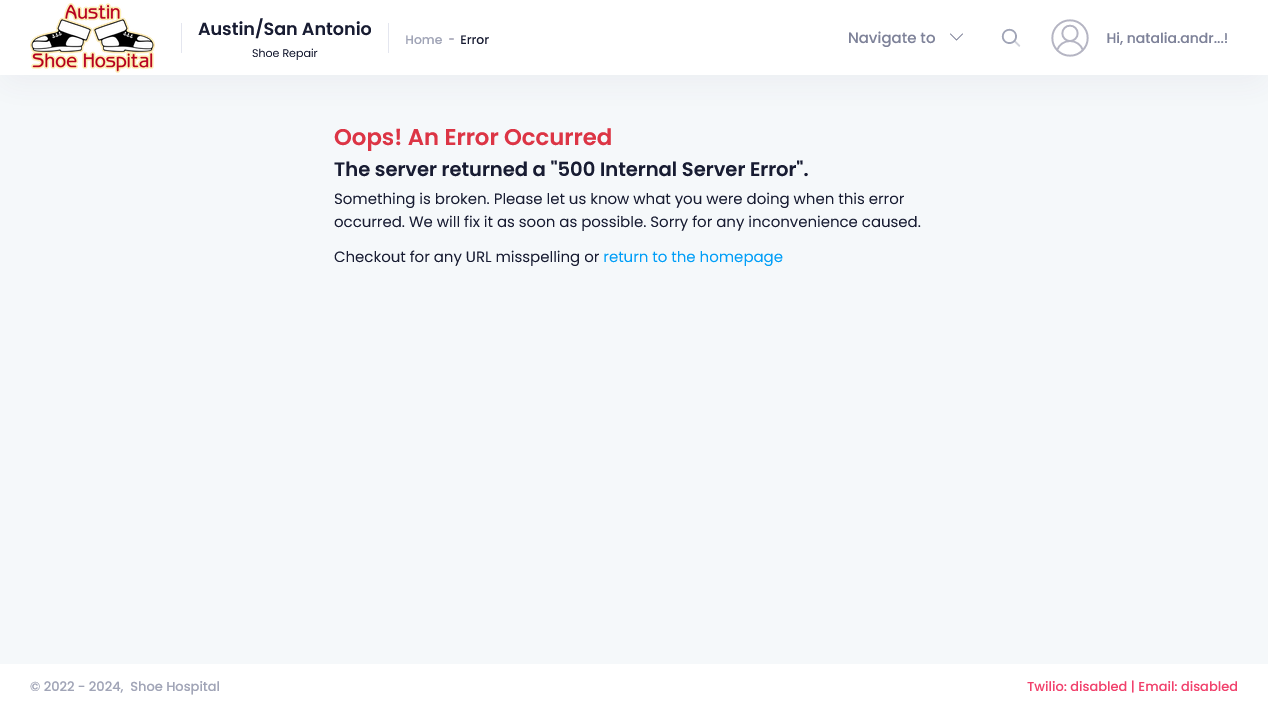 Austin
Shoe Hospital
Austin/San Antonio
Shoe Repair
Home - Error
Navigate to
Hi, natalia.andr...!
Oops! An Error Occurred
The server returned a "500 Internal Server Error".
Something is broken. Please let us know what you were doing when this error
occurred. We will fix it as soon as possible. Sorry for any inconvenience caused.
Checkout for any URL misspelling or return to the homepage
© 2022 - 2024, Shoe Hospital
Twilio: disabled | Email: disabled